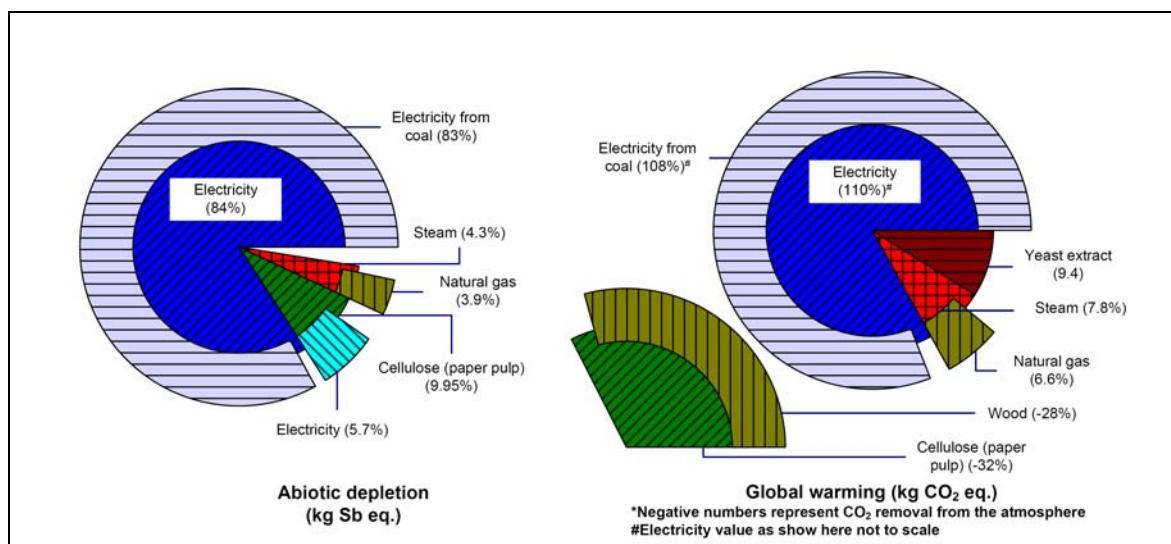 Electricity from
coal (83%)
Electricity
(84%)
Steam (4.3%)
Natural gas
(3.9%)
Cellulose (paper pulp)
(9.95%)
Electricity (5.7%)
Abiotic depletion
(kg Sb eq.)
Electricity from
coal (108%)#
Electricity
(110%)#
Yeast extract
(9.4)
Steam (7.8%)
Natural gas
(6.6%)
Wood (-28%)
Cellulose (paper
pulp) (-32%)
Global warming (kg CO2 eq.)
*Negative numbers represent CO2 removal from the atmosphere
#Electricity value as show here not to scale